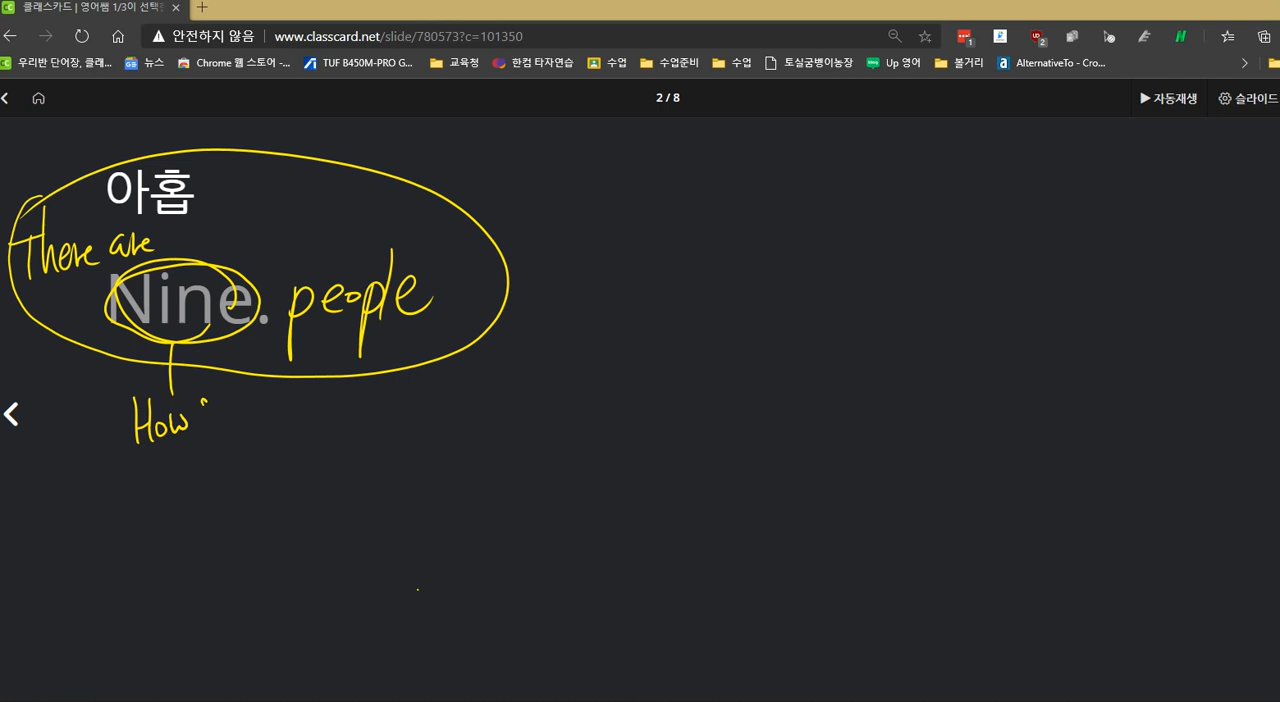 클래스카드 | 영어쌤 1/3이 선택한
안전하지 않음 www.classcard.net/slide/780573?c=101350
우리반 단어장, 클래... 뉴스 Chrome 웹 스토어 -... TUF B450M-PRO G... 교육청 한컴 타자연습 수업 수업준비 수업 토실굼벵이농장 Up 영어 볼거리 AlternativeTo - Cro...
2 / 8 자동재생 슬라이드
아홉
There are
Nine. people
How